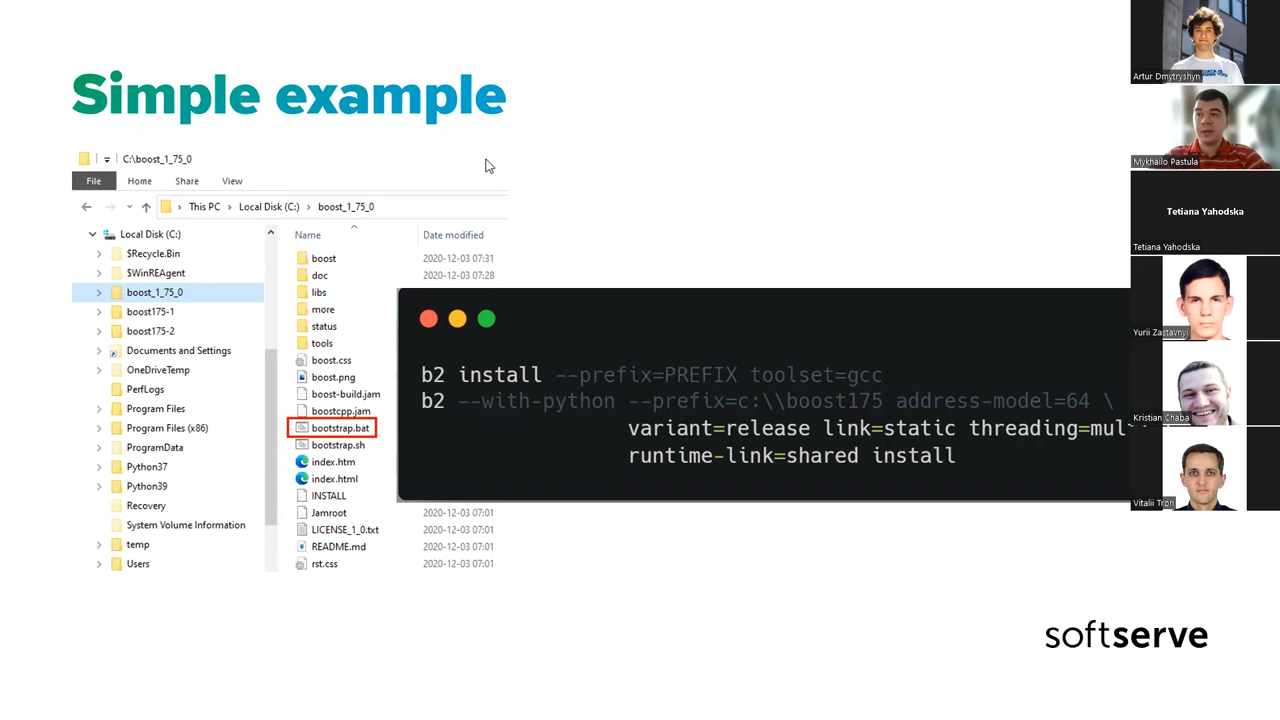 Simple example
C:\boost_1_75_0
File Home Share View
This PC Local Disk (C:) boost_1_75_0
Local Disk (C:)
$Recycle.Bin
$WinREAgent
boost_1_75_0
boost175-1
boost175-2
Documents and Settings
OneDriveTemp
PerfLogs
Program Files
Program Files (x86)
ProgramData
Python37
Python39
Recovery
System Volume Information
temp
Users
Name Date modified
boost 2020-12-03 07:31
doc 2020-12-03 07:28
libs
more
status
tools
boost.css
boost.png
boost-build.jam
boostcpp.jam
bootstrap.bat
bootstrap.sh
index.htm
index.html
INSTALL
Jamroot 2020-12-03 07:01
LICENSE_1_0.txt 2020-12-03 07:01
README.md 2020-12-03 07:01
rst.css 2020-12-03 07:01
b2 install --prefix=PREFIX toolset=gcc
b2 --with-python --prefix=c:\\boost175 address-model=64 \
variant=release link=static threading=mul
runtime-link=shared install
softserve
Artur Dmytryshyn
Mykhailo Pastula
Tetiana Yahodska
Tetiana Yahodska
Yurii Zastavnyi
Kristian Chaba
Vitalii Tron